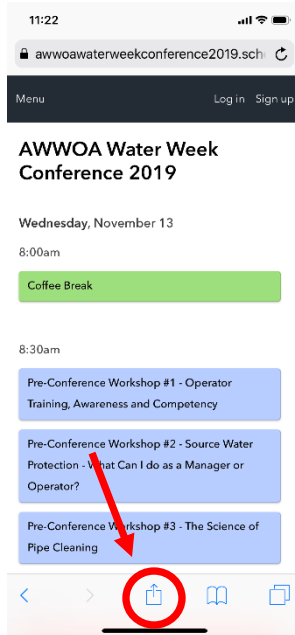 11:22
awwoawaterweekconference2019.sch
Menu Log in Sign up
AWWOA Water Week
Conference 2019
Wednesday, November 13
8:00am
Coffee Break
8:30am
Pre-Conference Workshop #1 - Operator
Training, Awareness and Competency
Pre-Conference Workshop #2 - Source Water
Protection - What Can I do as a Manager or
Operator?
Pre-Conference Workshop #3 - The Science of
Pipe Cleaning